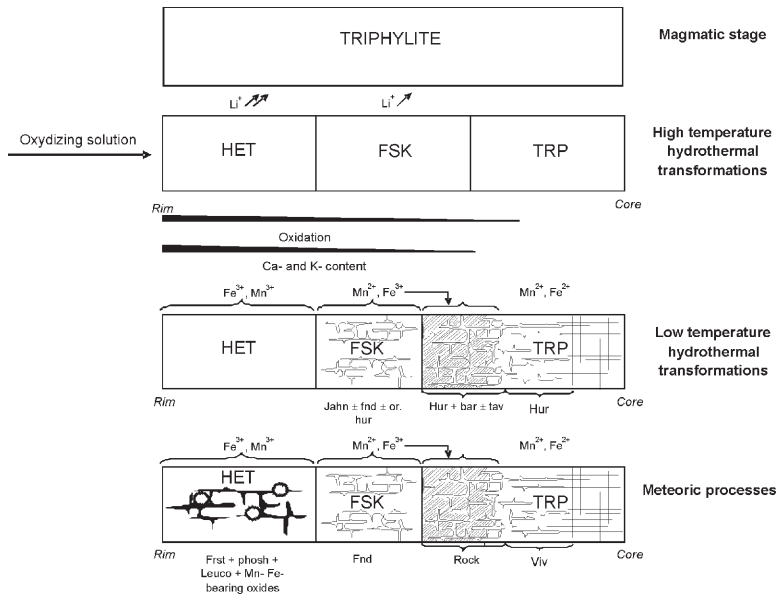 TRIPHYLITE
Magmatic stage
Li⁺
Li⁺
Oxydizing solution
HET
FSK
TRP
High temperature
hydrothermal
transformations
Rim
Core
Oxidation
Ca- and K- content
Fe³⁺, Mn³⁺
Mn²⁺, Fe³⁺
Mn²⁺, Fe²⁺
HET
FSK
TRP
Low temperature
hydrothermal
transformations
Rim
Core
Jahn ± fnd ± or.
hur
Hur + bar ± tav
Hur
Fe³⁺, Mn³⁺
Mn²⁺, Fe³⁺
Mn²⁺, Fe²⁺
HET
FSK
TRP
Meteoric processes
Rim
Core
Frst + phosh +
Leuco + Mn- Fe-
bearing oxides
Fnd
Rock
Viv